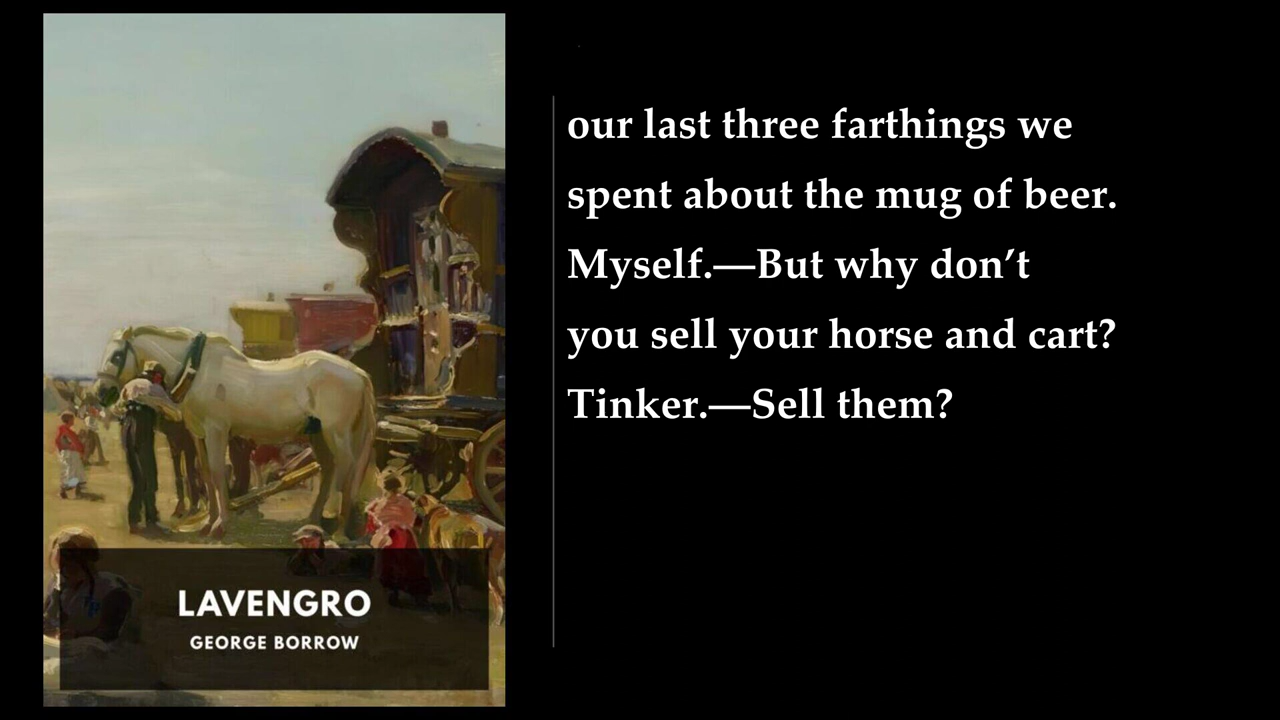 LAVENGRO
GEORGE BORROW
our last three farthings we
spent about the mug of beer.
Myself.—But why don’t
you sell your horse and cart?
Tinker.—Sell them?